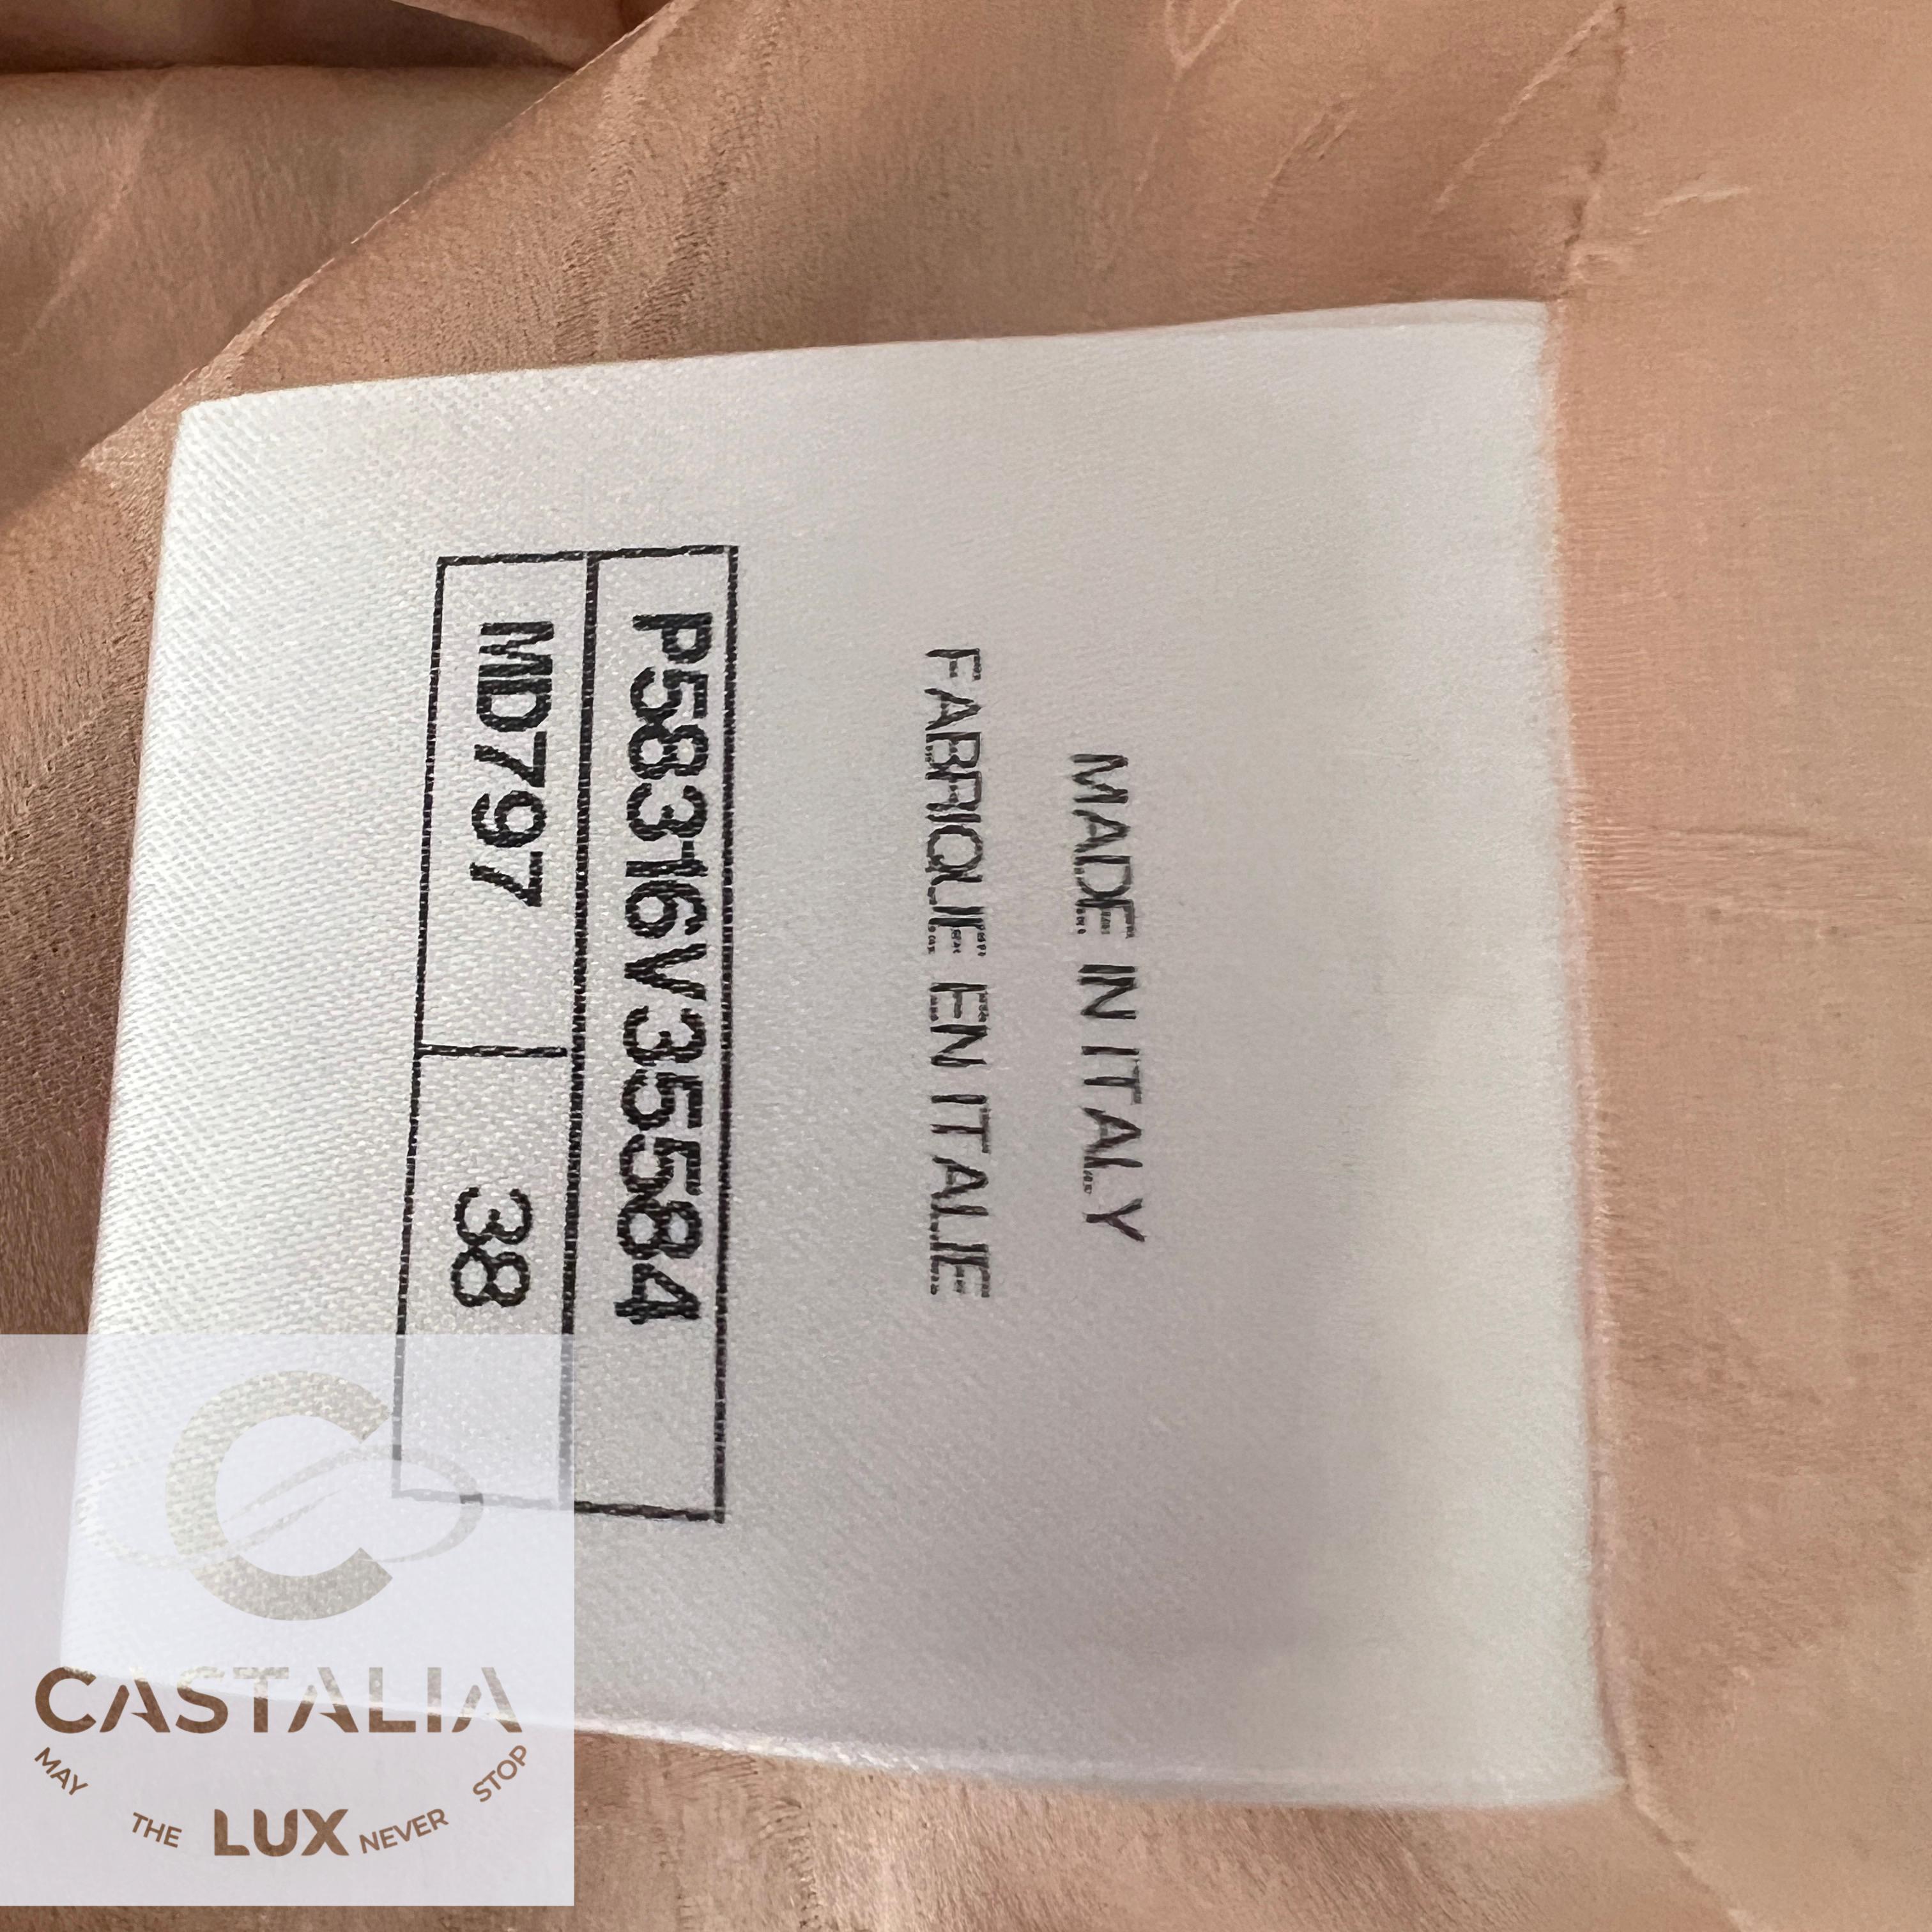 MADE IN ITALY
FABRIQUE EN ITALIE
P58316V35584
MD797 38
CASTALIA
MAY THE LUX NEVER STOP